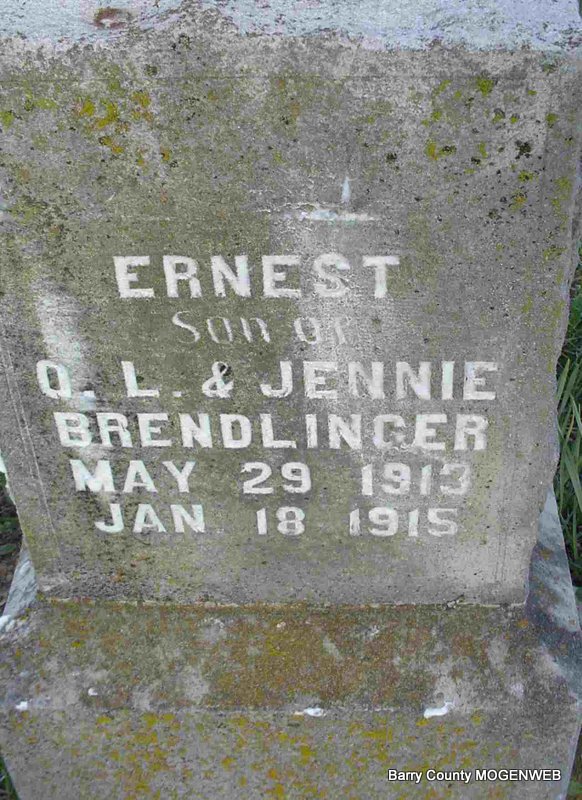 ERNEST
Son of
O. L. & JENNIE
BRENDLINGER
MAY 29 1913
JAN 18 1915
Barry County MOGENWEB